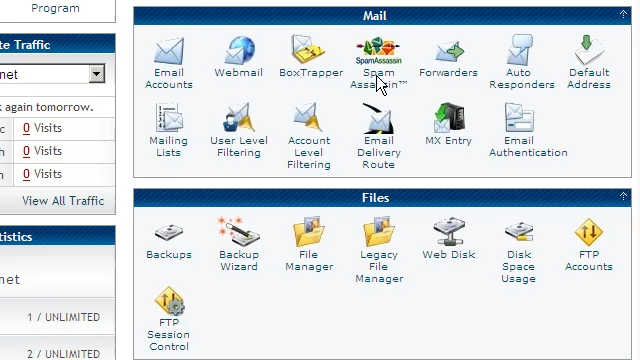 Program
te Traffic
net
k again tomorrow.
c 0 Visits
h 0 Visits
n 0 Visits
View All Traffic
tistics
net
1 / UNLIMITED
2 / UNLIMITED
Mail
Email Accounts
Webmail
BoxTrapper
SpamAssassin
Spam Assassin™
Forwarders
Auto Responders
Default Address
Mailing Lists
User Level Filtering
Account Level Filtering
Email Delivery Route
MX Entry
Email Authentication
Files
Backups
Backup Wizard
File Manager
Legacy File Manager
Web Disk
Disk Space Usage
FTP Accounts
FTP Session Control